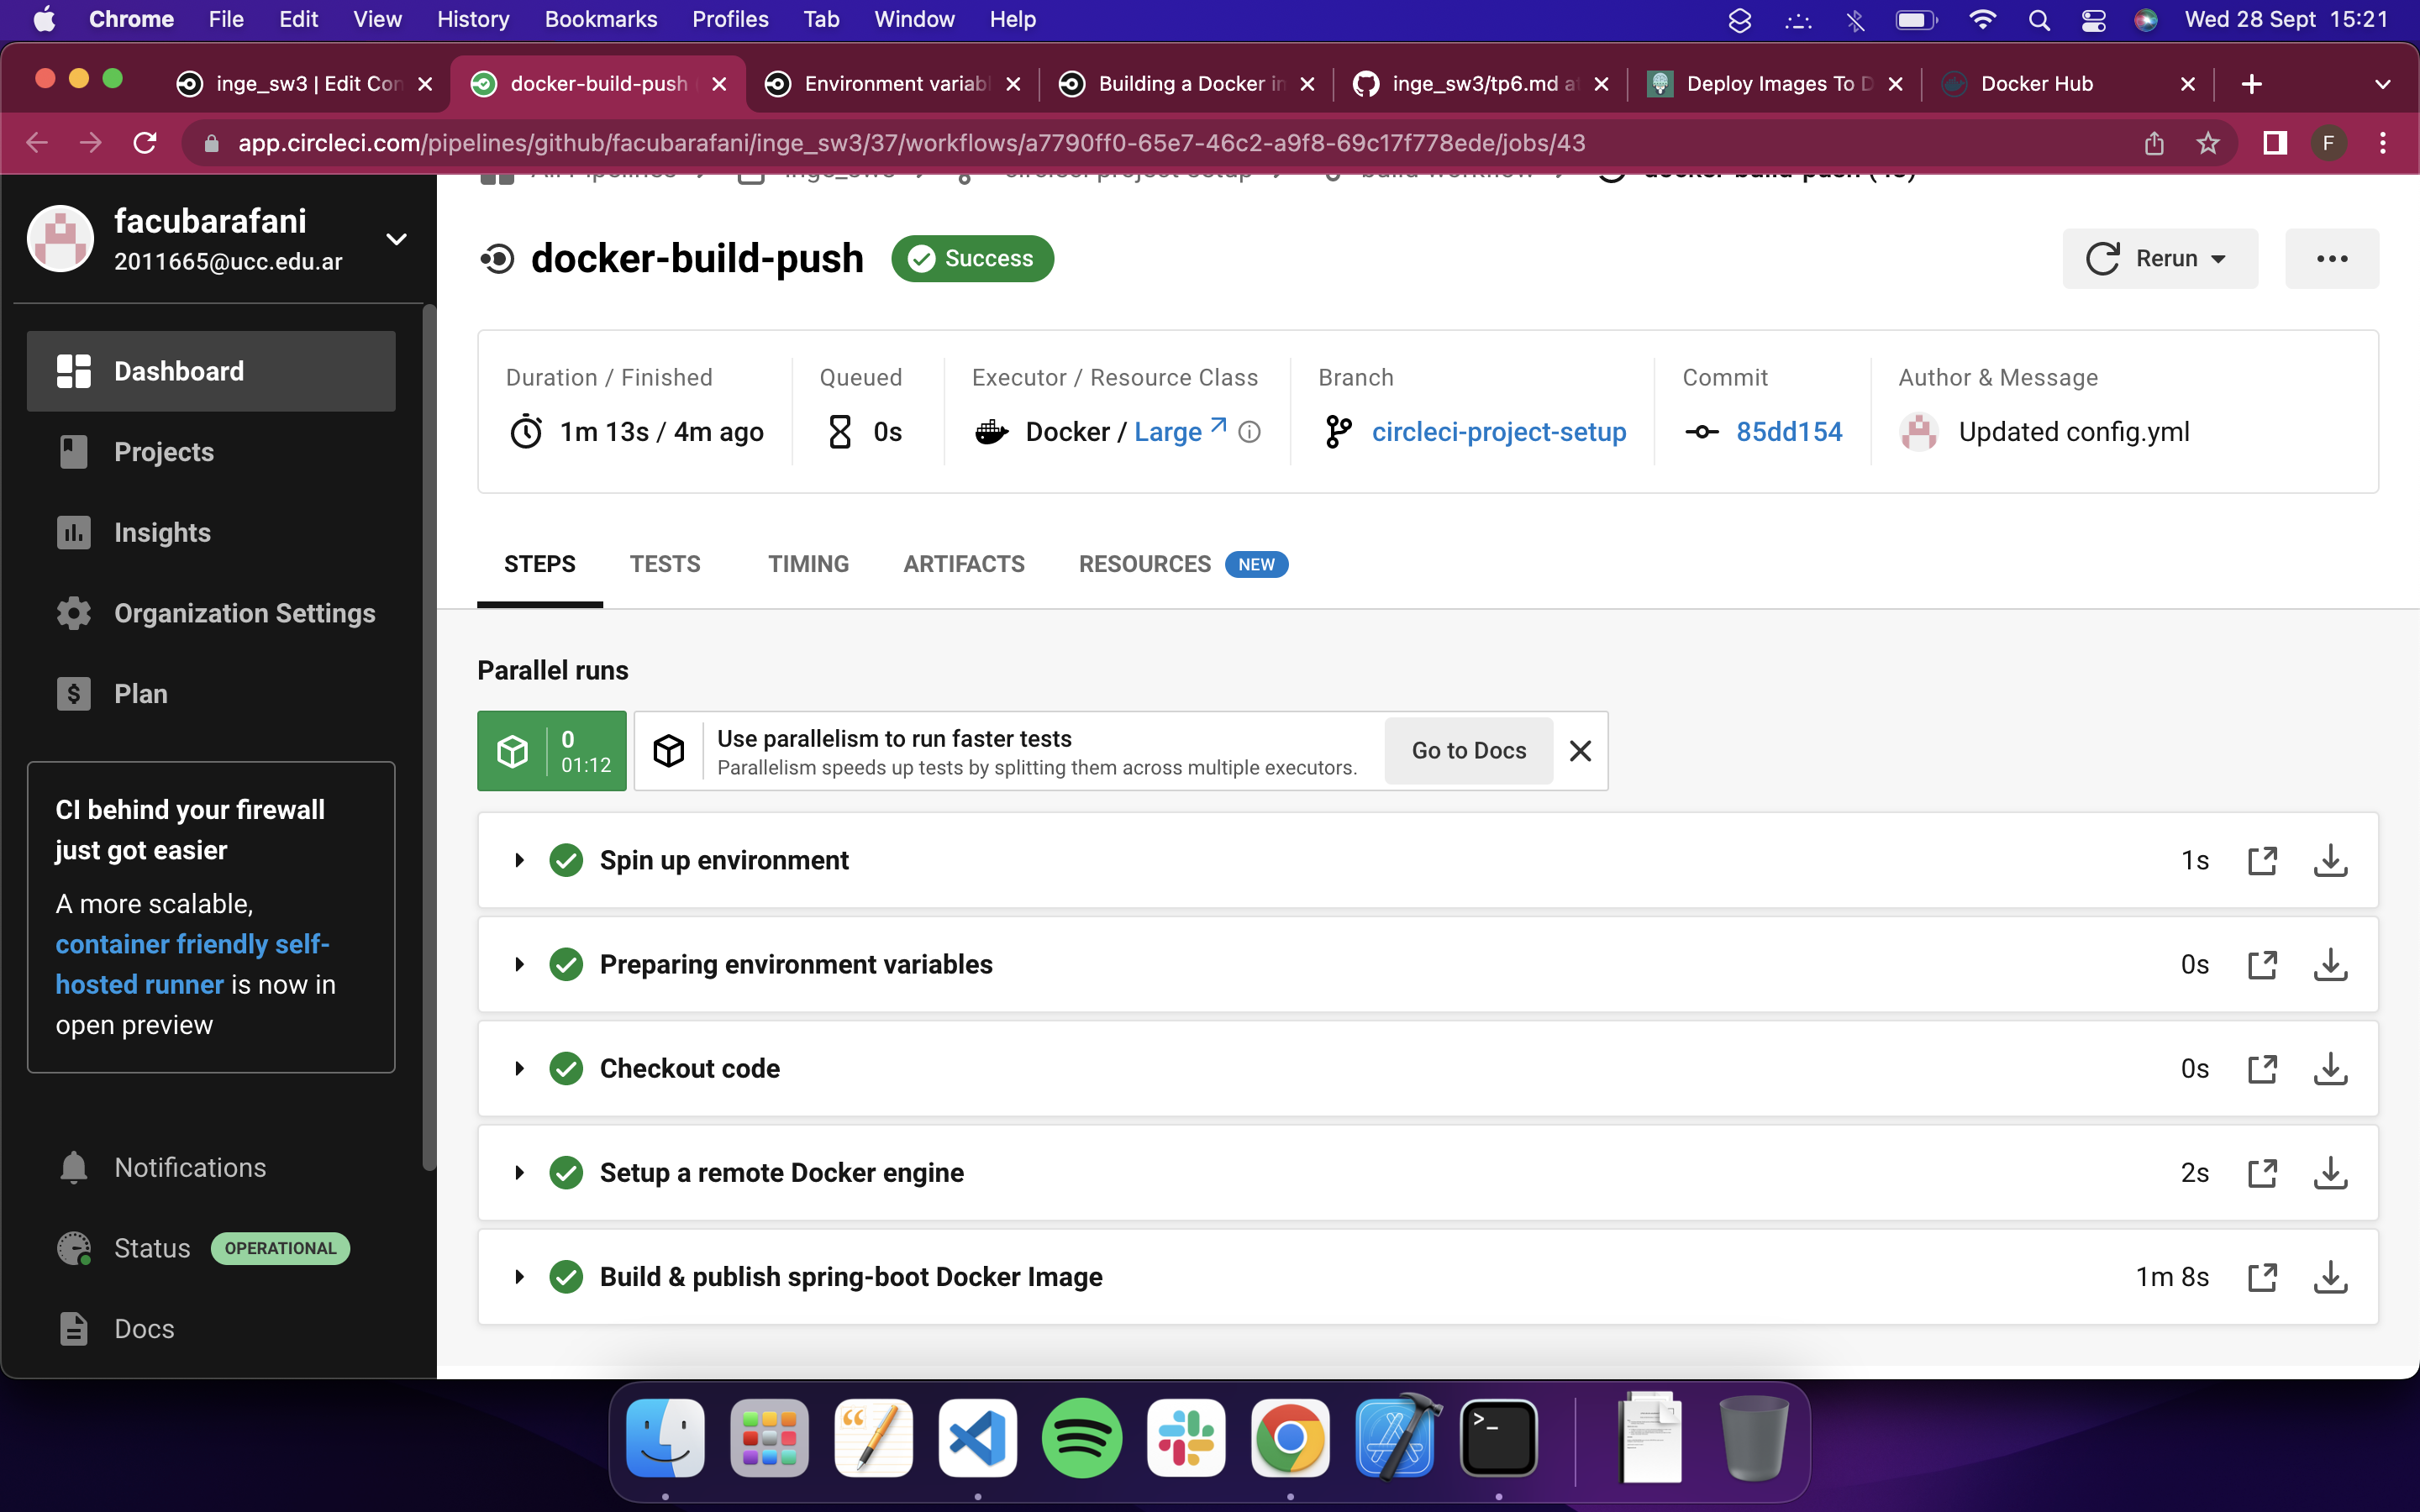 Chrome File Edit View History Bookmarks Profiles Tab Window Help Wed 28 Sept 15:21
inge_sw3 | Edit Con docker-build-push Environment variab Building a Docker in inge_sw3/tp6.md at Deploy Images To D Docker Hub
app.circleci.com/pipelines/github/facubarafani/inge_sw3/37/workflows/a7790ff0-65e7-46c2-a9f8-69c17f778ede/jobs/43 F
facubarafani
2011665@ucc.edu.ar
Dashboard
Projects
Insights
Organization Settings
Plan
CI behind your firewall
just got easier
A more scalable,
container friendly self-
hosted runner is now in
open preview
Notifications
Status OPERATIONAL
Docs
docker-build-push Success
Rerun
Duration / Finished Queued Executor / Resource Class Branch Commit Author & Message
1m 13s / 4m ago 0s Docker / Large circleci-project-setup 85dd154 Updated config.yml
STEPS TESTS TIMING ARTIFACTS RESOURCES NEW
Parallel runs
0
01:12
Use parallelism to run faster tests
Parallelism speeds up tests by splitting them across multiple executors.
Go to Docs
Spin up environment 1s
Preparing environment variables 0s
Checkout code 0s
Setup a remote Docker engine 2s
Build & publish spring-boot Docker Image 1m 8s